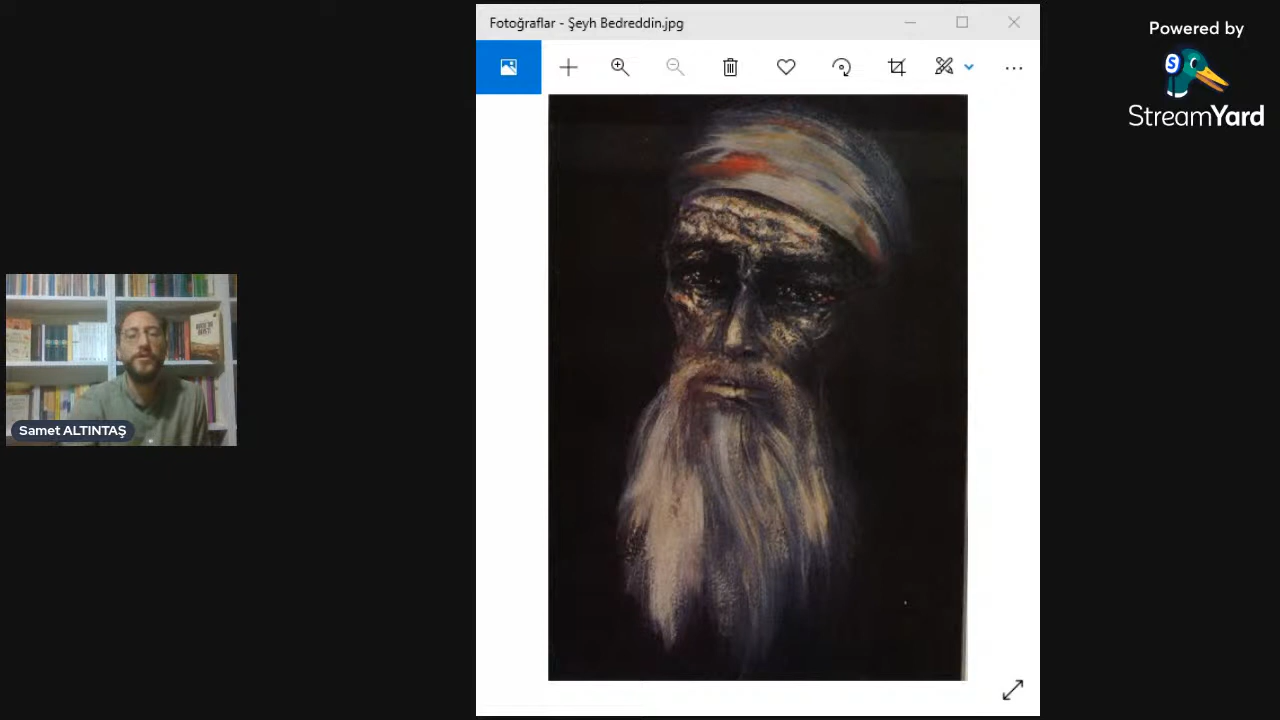 Fotoğraflar - Şeyh Bedreddin.jpg
Powered by
S
StreamYard
Samet ALTINTAŞ